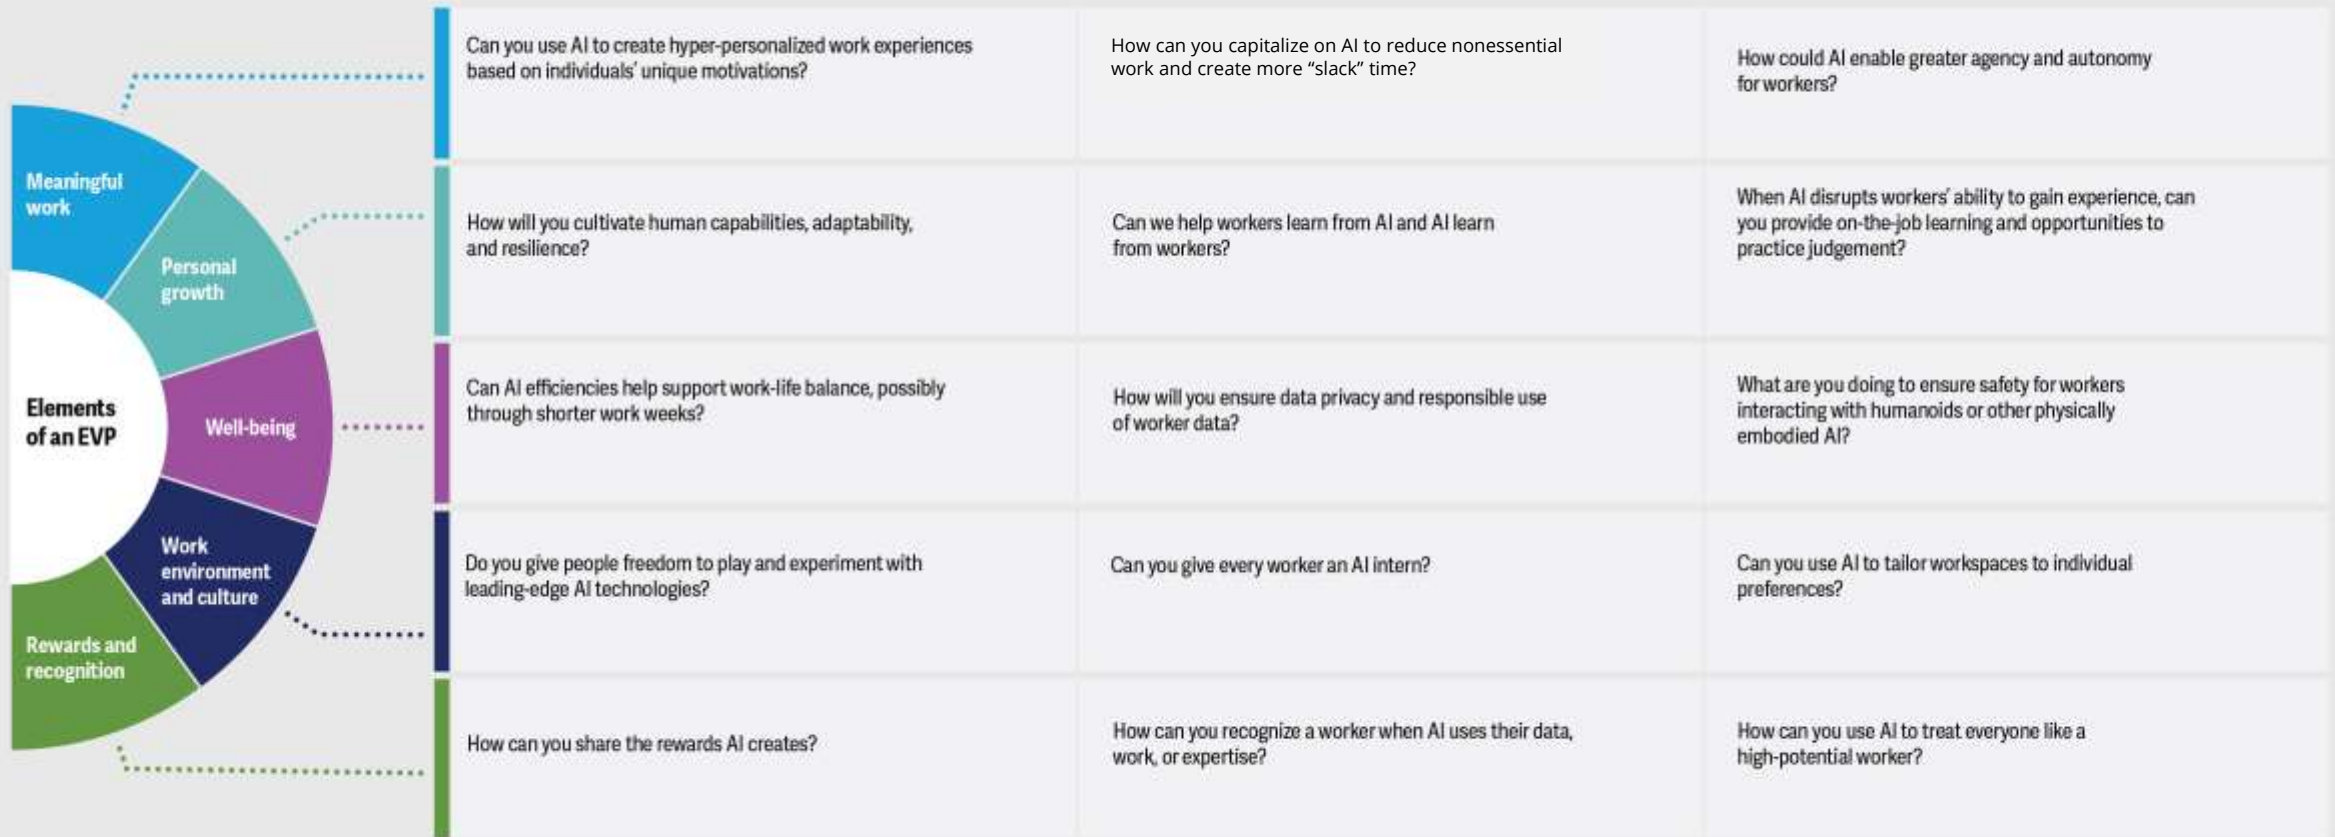 Elements
of an EVP
Meaningful
work
Can you use AI to create hyper-personalized work experiences
based on individuals’ unique motivations?
How can you capitalize on AI to reduce nonessential
work and create more “slack” time?
How could AI enable greater agency and autonomy
for workers?
Personal
growth
How will you cultivate human capabilities, adaptability,
and resilience?
Can we help workers learn from AI and AI learn
from workers?
When AI disrupts workers’ ability to gain experience, can
you provide on-the-job learning and opportunities to
practice judgement?
Well-being
Can AI efficiencies help support work-life balance, possibly
through shorter work weeks?
How will you ensure data privacy and responsible use
of worker data?
What are you doing to ensure safety for workers
interacting with humanoids or other physically
embodied AI?
Work
environment
and culture
Do you give people freedom to play and experiment with
leading-edge AI technologies?
Can you give every worker an AI intern?
Can you use AI to tailor workspaces to individual
preferences?
Rewards and
recognition
How can you share the rewards AI creates?
How can you recognize a worker when AI uses their data,
work, or expertise?
How can you use AI to treat everyone like a
high-potential worker?